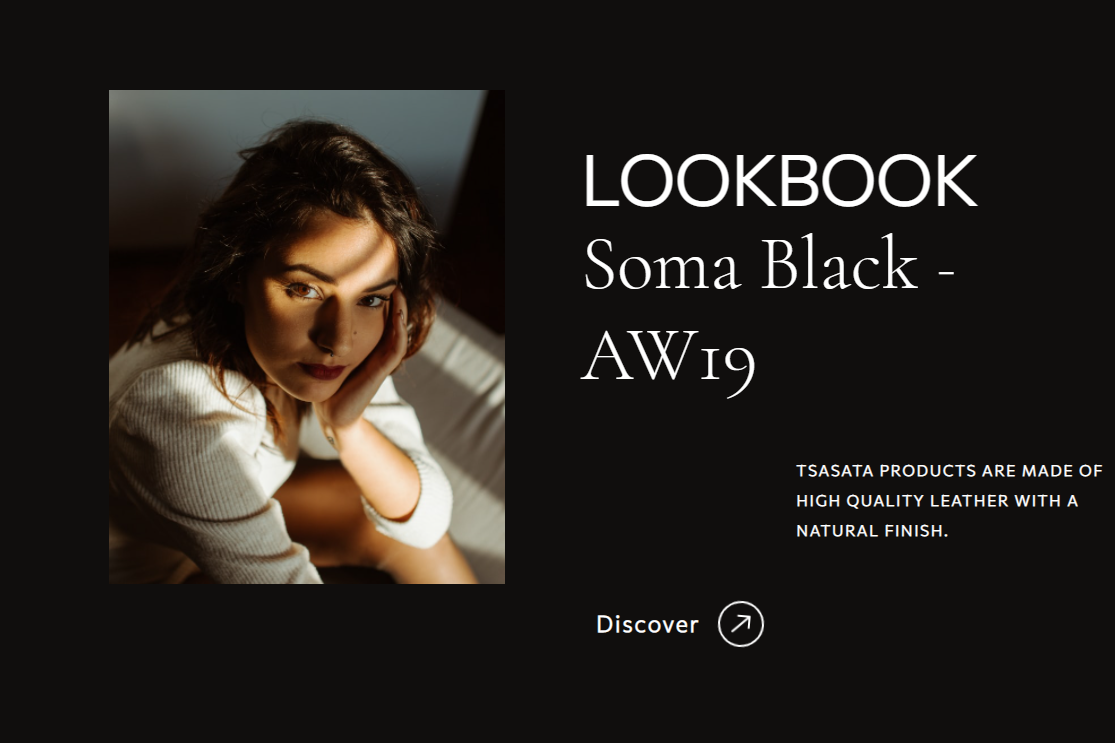 LOOKBOOK
Soma Black -
AW19
TSASATA PRODUCTS ARE MADE OF
HIGH QUALITY LEATHER WITH A
NATURAL FINISH.
Discover